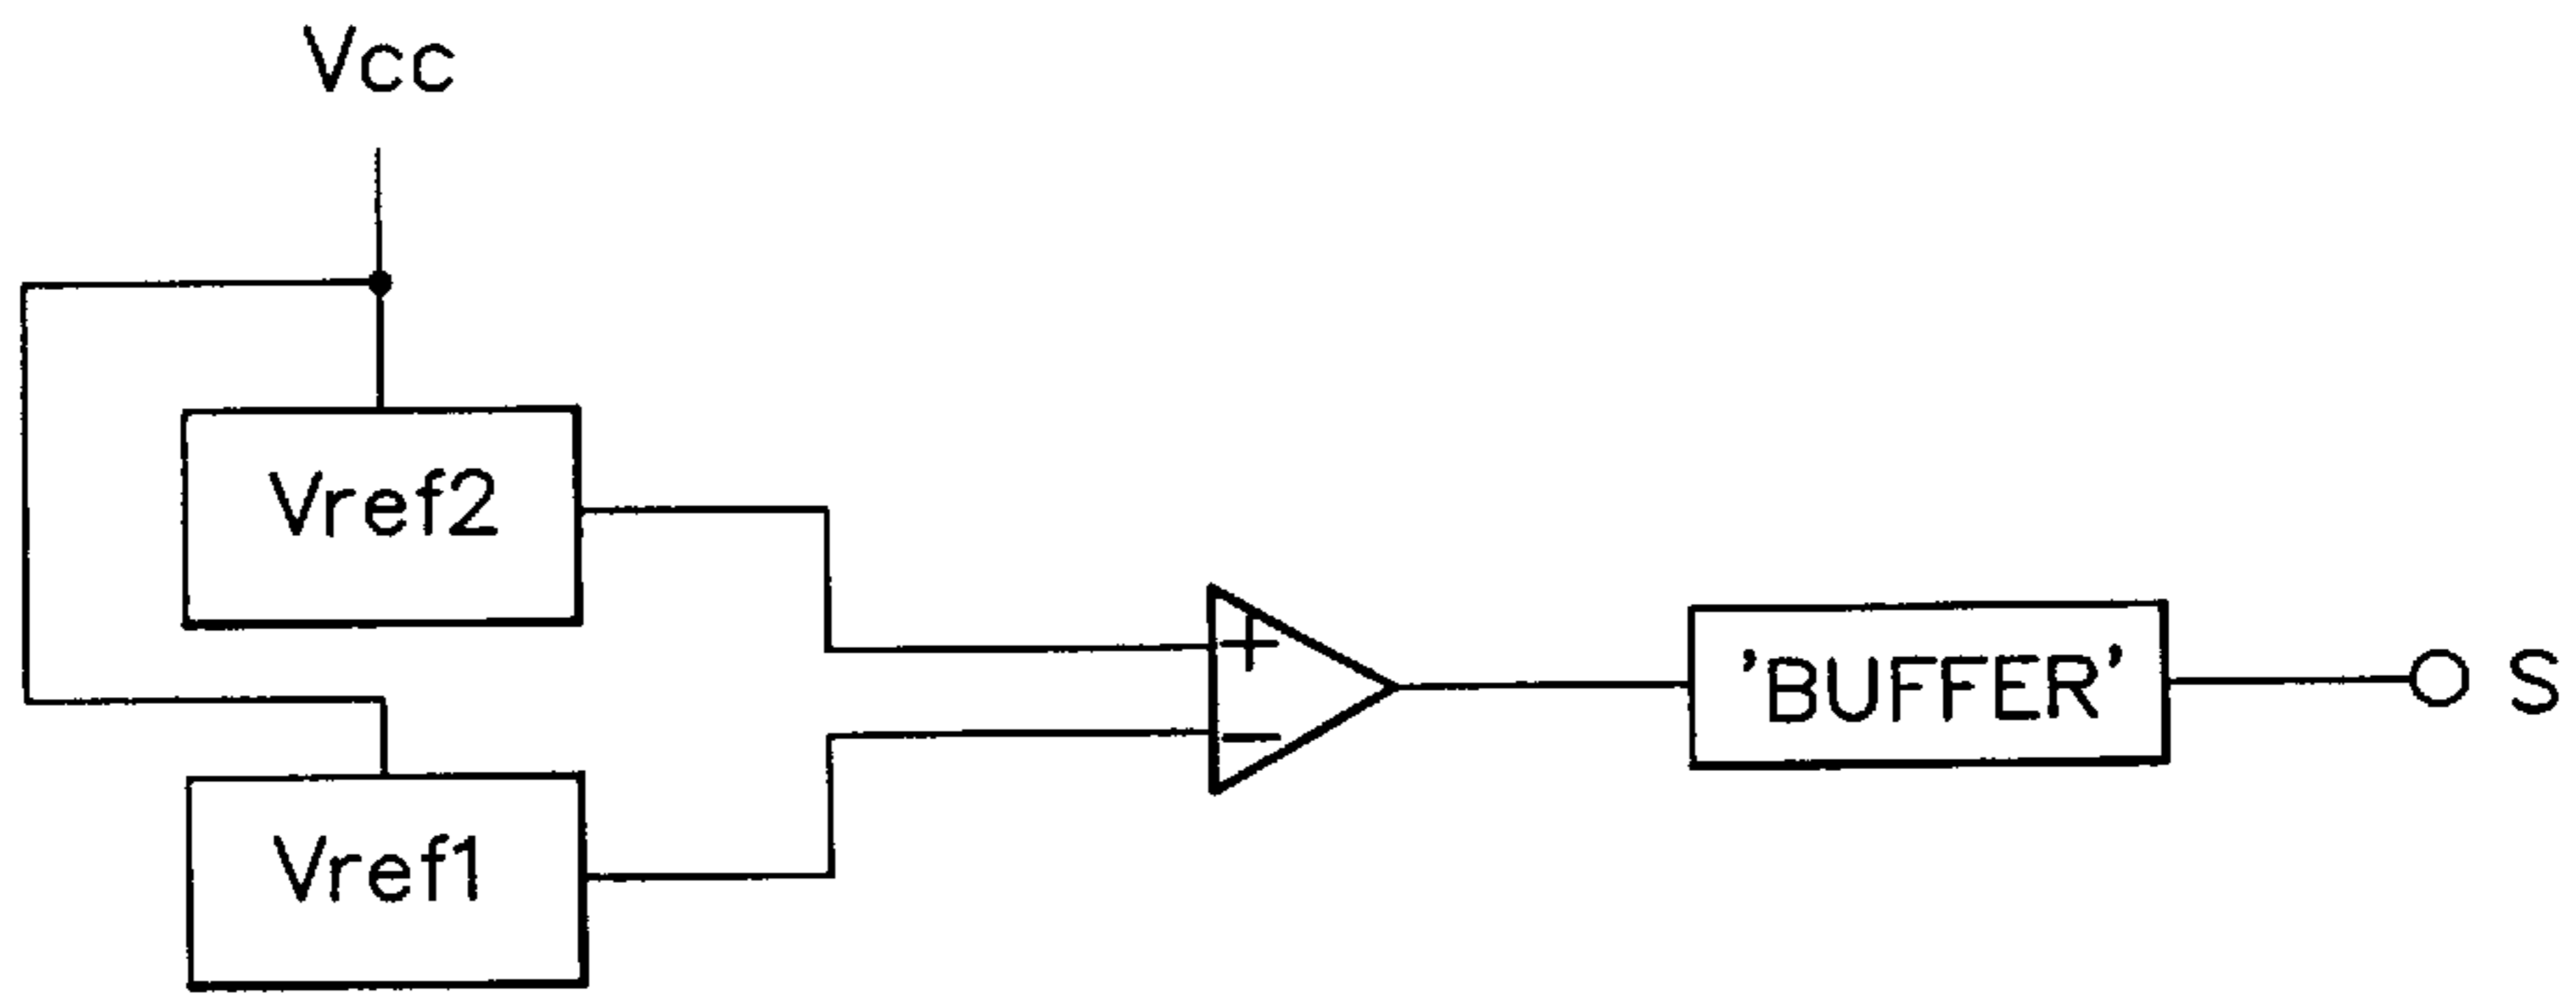 Vcc
Vref2
+
'BUFFER'
S
−
Vref1